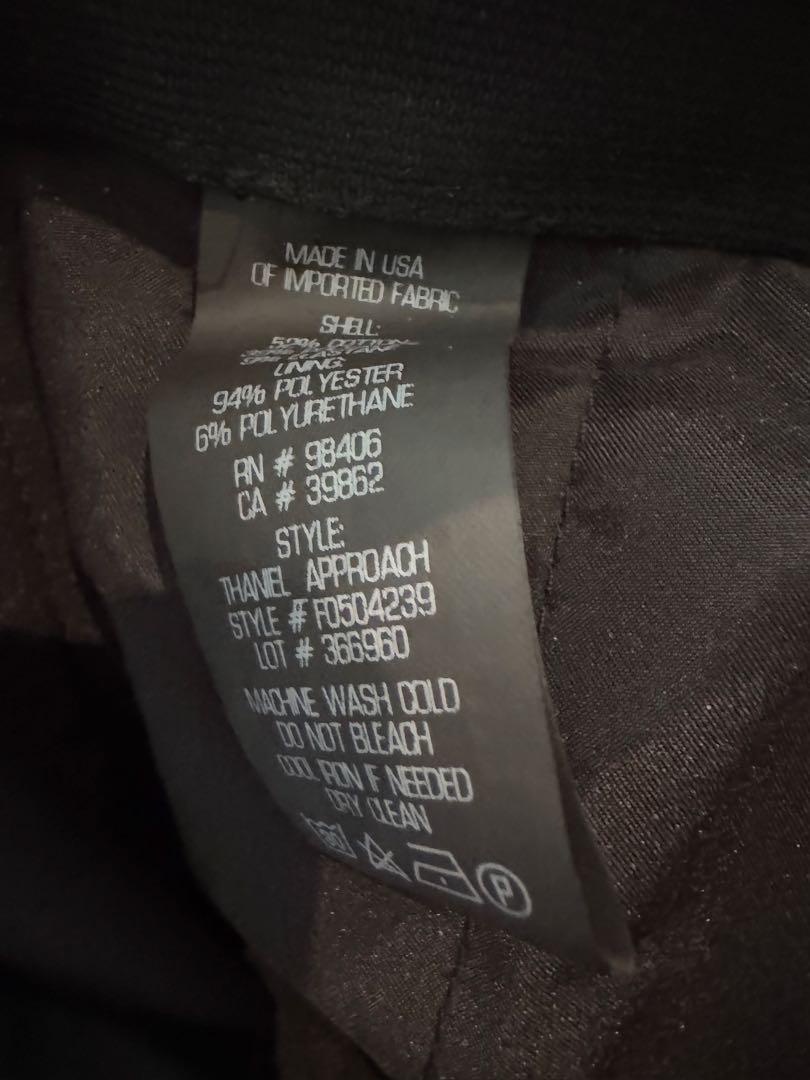 MADE IN USA
OF IMPORTED FABRIC
SHELL:
COTTON
LINING:
94% POLYESTER
6% POLYURETHANE
RN # 98406
CA # 39862
STYLE:
THANIEL APPROACH
STYLE # F0504239
LOT # 366960
MACHINE WASH COLD
DO NOT BLEACH
COOL IRON IF NEEDED
DRY CLEAN
P